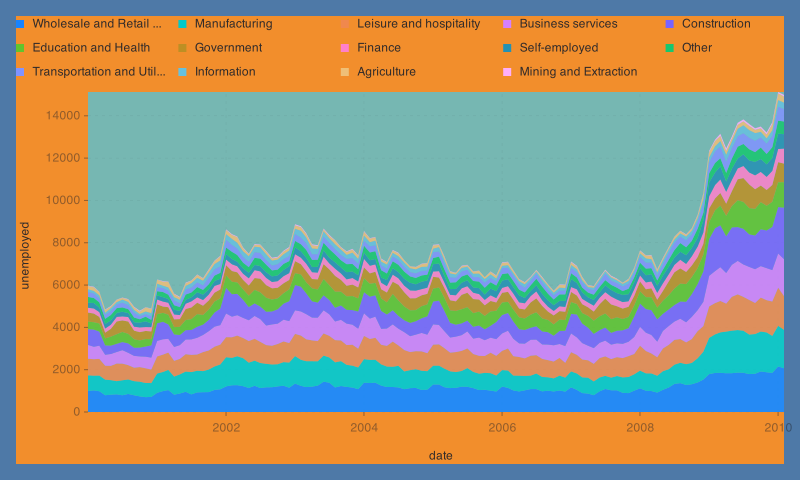 Wholesale and Retail ... Manufacturing Leisure and hospitality Business services Construction
Education and Health Government Finance Self-employed Other
Transportation and Util... Information Agriculture Mining and Extraction
14000
12000
10000
8000
6000
4000
2000
0
unemployed
2002 2004 2006 2008 2010
date